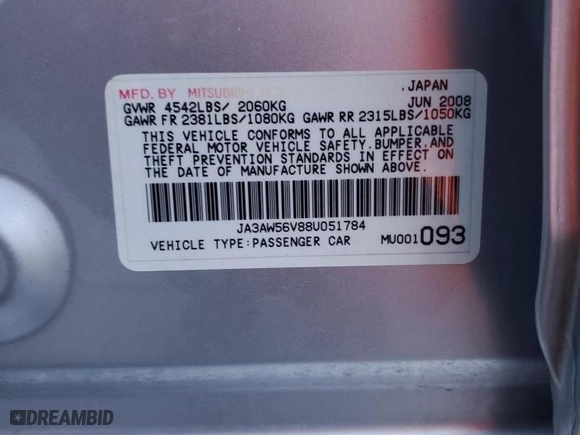 MFD. BY MITSUBISHI JAPAN
GVWR 4542LBS/ 2060KG JUN 2008
GAWR FR 2381LBS/1080KG GAWR RR 2315LBS/1050KG
THIS VEHICLE CONFORMS TO ALL APPLICABLE
FEDERAL MOTOR VEHICLE SAFETY, BUMPER, AND
THEFT PREVENTION STANDARDS IN EFFECT ON
THE DATE OF MANUFACTURE SHOWN ABOVE.
JA3AW56V88U051784
VEHICLE TYPE:PASSENGER CAR MU001 093
DREAMBID